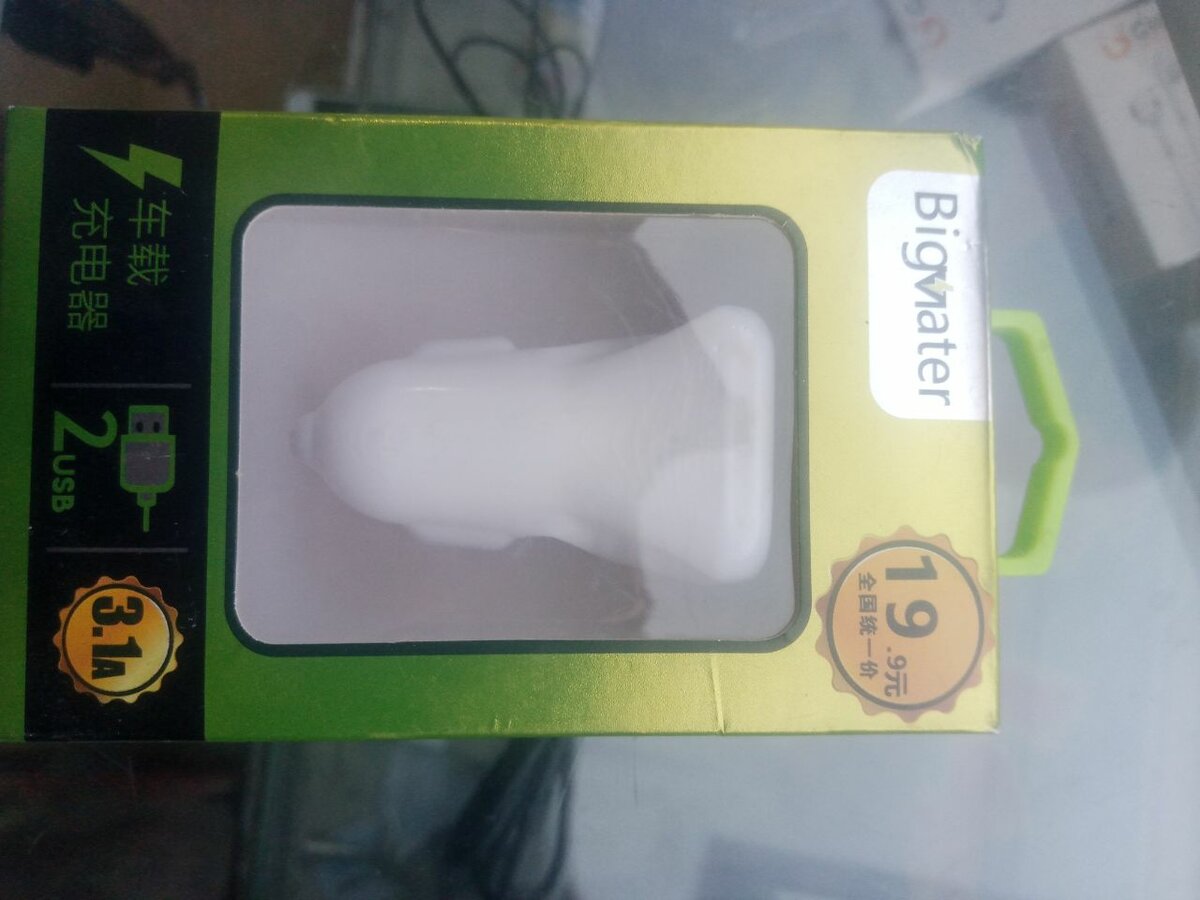 BigMater
19.9元
全国统一价
车载
充电器
2USB
3.1A